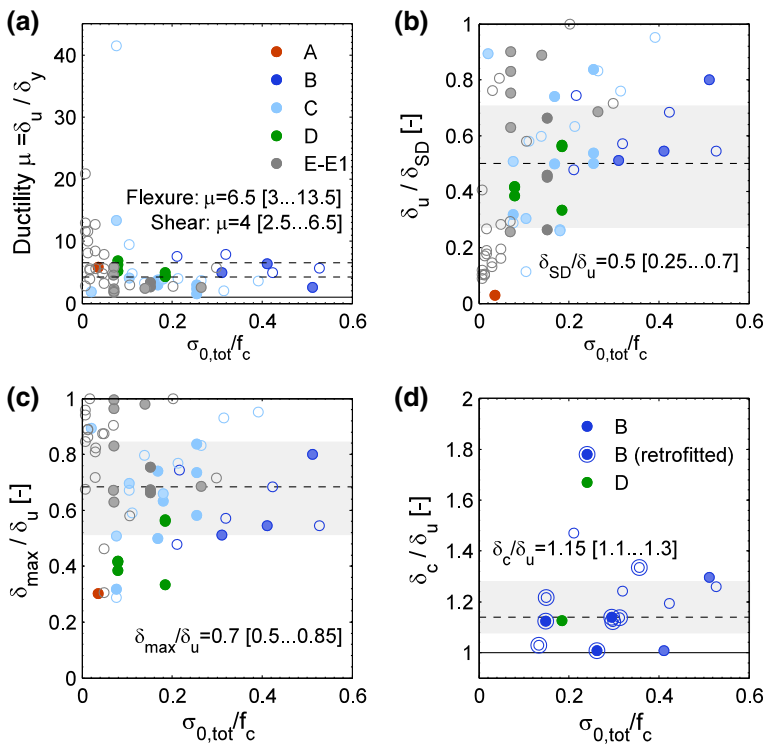 (a)
Ductility μ = δu / δy
40
35
30
25
20
15
10
5
0
A
B
C
D
E-E1
Flexure: μ=6.5 [3...13.5]
Shear: μ=4 [2.5...6.5]
0 0.2 0.4 0.6
σ0,tot/fc
(b)
δu / δSD [-]
1
0.8
0.6
0.4
0.2
0
δSD/δu=0.5 [0.25...0.7]
0 0.2 0.4 0.6
σ0,tot/fc
(c)
δmax / δu [-]
1
0.8
0.6
0.4
0.2
0
δmax/δu=0.7 [0.5...0.85]
0 0.2 0.4 0.6
σ0,tot/fc
(d)
δc / δu [-]
2
1.8
1.6
1.4
1.2
1
B
B (retrofitted)
D
δc/δu=1.15 [1.1...1.3]
0 0.2 0.4 0.6
σ0,tot/fc